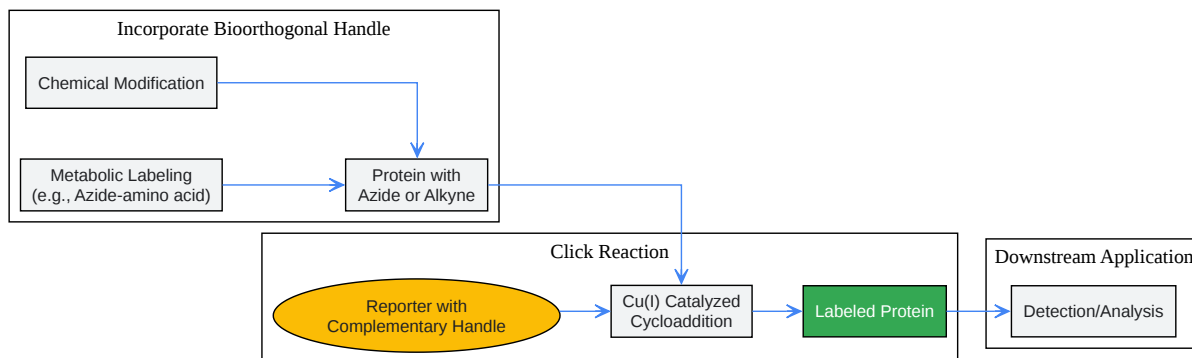 Incorporate Bioorthogonal Handle
Chemical Modification
Metabolic Labeling
(e.g., Azide-amino acid)
Protein with
Azide or Alkyne
Click Reaction
Reporter with
Complementary Handle
Cu(I) Catalyzed
Cycloaddition
Labeled Protein
Downstream Application
Detection/Analysis